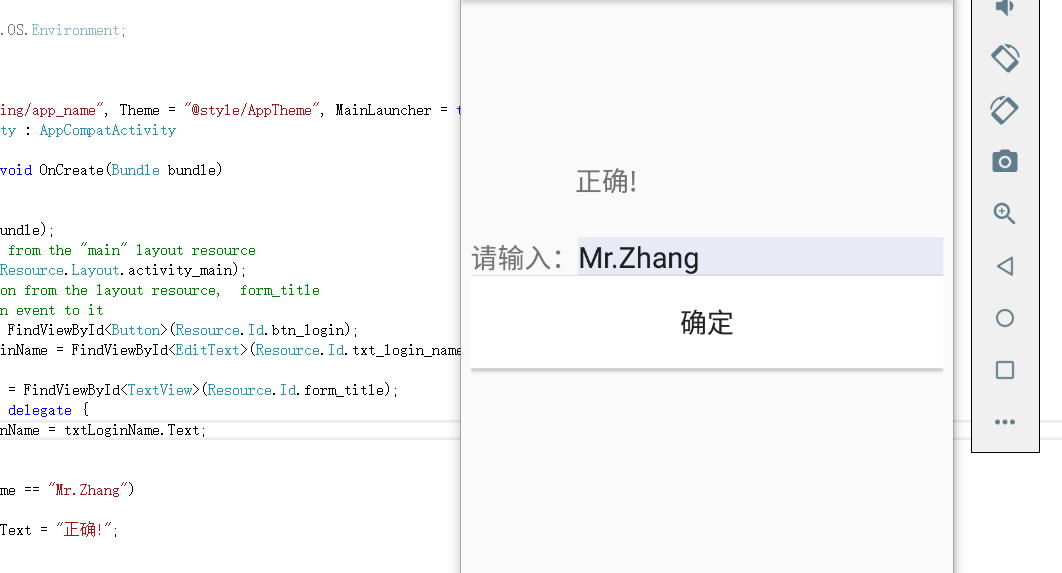 .OS.Environment;
ing/app_name", Theme = "@style/AppTheme", MainLauncher = t
ty : AppCompatActivity
void OnCreate(Bundle bundle)
undle);
from the "main" layout resource
Resource.Layout.activity_main);
on from the layout resource, form_title
n event to it
FindViewById<Button>(Resource.Id.btn_login);
inName = FindViewById<EditText>(Resource.Id.txt_login_name
= FindViewById<TextView>(Resource.Id.form_title);
delegate {
nName = txtLoginName.Text;
me == "Mr.Zhang")
Text = "正确!";
正确!
请输入：Mr.Zhang
确定